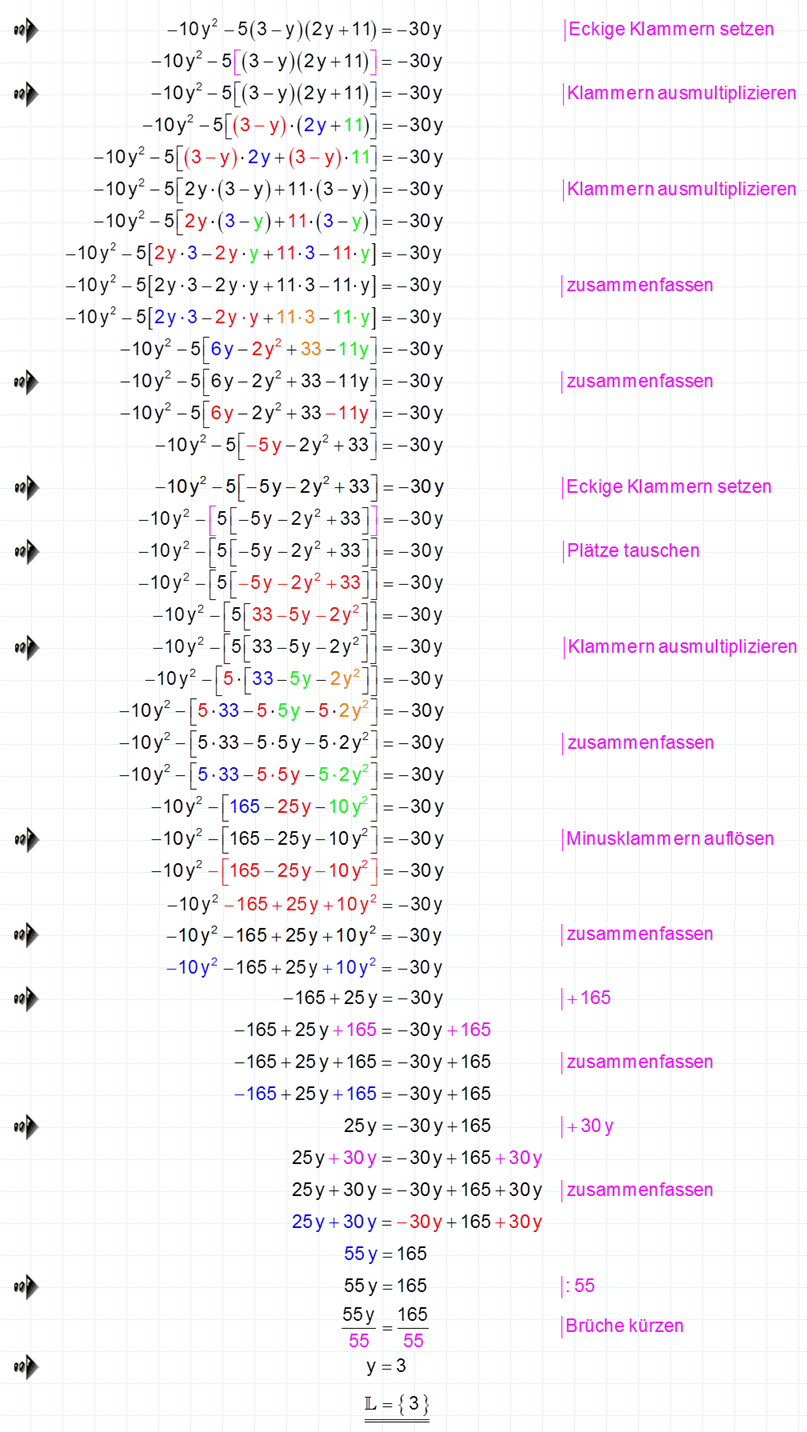 −10y² −5(3−y)(2y+11)=−30y |Eckige Klammern setzen
−10y² −5[(3−y)(2y+11)]=−30y
−10y² −5[(3−y)(2y+11)]=−30y |Klammern ausmultiplizieren
−10y² −5[(3−y)·(2y+11)]=−30y
−10y² −5[(3−y)·2y+(3−y)·11]=−30y
−10y² −5[2y·(3−y)+11·(3−y)]=−30y |Klammern ausmultiplizieren
−10y² −5[2y·(3−y)+11·(3−y)]=−30y
−10y² −5[2y·3−2y·y+11·3−11·y]=−30y
−10y² −5[2y·3−2y·y+11·3−11·y]=−30y |zusammenfassen
−10y² −5[2y·3−2y·y+11·3−11·y]=−30y
−10y² −5[6y−2y²+33−11y]=−30y
−10y² −5[6y−2y²+33−11y]=−30y |zusammenfassen
−10y² −5[6y−2y²+33−11y]=−30y
−10y² −5[−5y−2y²+33]=−30y
−10y² −5[−5y−2y²+33]=−30y |Eckige Klammern setzen
−10y² −[5[−5y−2y²+33]]=−30y
−10y² −[5[−5y−2y²+33]]=−30y |Plätze tauschen
−10y² −[5[−5y−2y²+33]]=−30y
−10y² −[5[33−5y−2y²]]=−30y
−10y² −[5[33−5y−2y²]]=−30y |Klammern ausmultiplizieren
−10y² −[5·[33−5y−2y²]]=−30y
−10y² −[5·33−5·5y−5·2y²]=−30y
−10y² −[5·33−5·5y−5·2y²]=−30y |zusammenfassen
−10y² −[5·33−5·5y−5·2y²]=−30y
−10y² −[165−25y−10y²]=−30y
−10y² −[165−25y−10y²]=−30y |Minusklammern auflösen
−10y² −[165−25y−10y²]=−30y
−10y² −165+25y+10y²=−30y
−10y² −165+25y+10y²=−30y |zusammenfassen
−10y² −165+25y+10y²=−30y
−165+25y=−30y |+165
−165+25y+165=−30y+165
−165+25y+165=−30y+165 |zusammenfassen
−165+25y+165=−30y+165
25y=−30y+165 |+30y
25y+30y=−30y+165+30y
25y+30y=−30y+165+30y |zusammenfassen
25y+30y=−30y+165+30y
55y=165
55y=165 |:55
55y/55=165/55 |Brüche kürzen
y=3
𝕃={3}